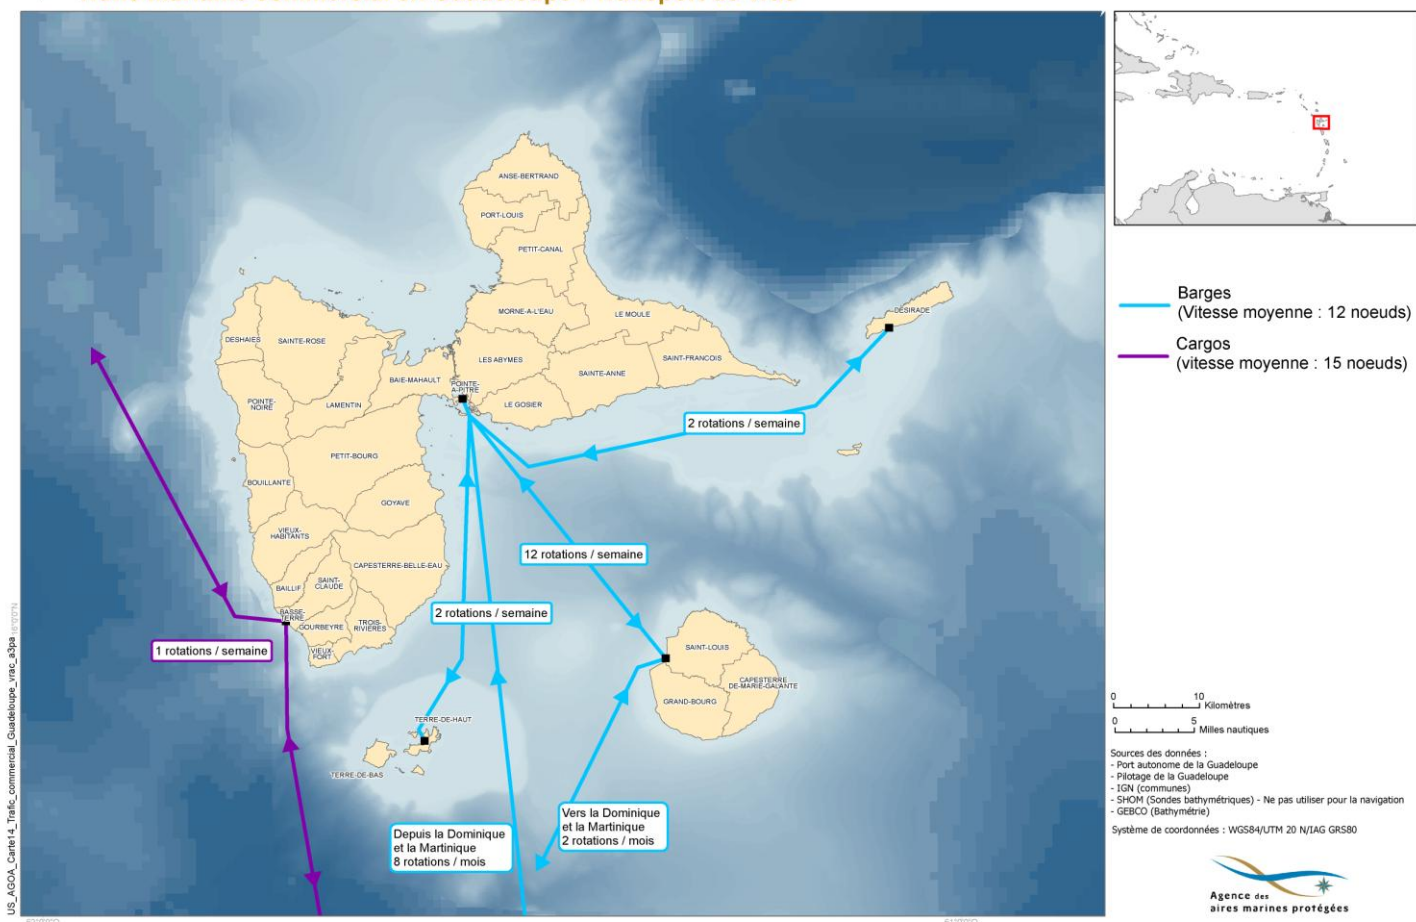 ANSE-BERTRAND
PORT-LOUIS
PETIT-CANAL
MORNE-A-L'EAU
LE MOULE
DESIRADE
DESHAIES
SAINTE-ROSE
LES ABYMES
SAINT-FRANCOIS
SAINTE-ANNE
BAIE-MAHAULT
POINTE-
A-PITRE
LE GOSIER
POINTE-
NOIRE
LAMENTIN
2 rotations / semaine
PETIT-BOURG
BOUILLANTE
GOYAVE
VIEUX-
HABITANTS
12 rotations / semaine
CAPESTERRE-BELLE-EAU
SAINT-
CLAUDE
BAILLIF
BASSE-
TERRE
GOURBEYRE
TROIS-
RIVIERES
VIEUX-
FORT
2 rotations / semaine
1 rotations / semaine
SAINT-LOUIS
CAPESTERRE
DE-MARIE-GALANTE
GRAND-BOURG
TERRE-DE-HAUT
TERRE-DE-BAS
Depuis la Dominique
et la Martinique
8 rotations / mois
Vers la Dominique
et la Martinique
2 rotations / mois
Barges
(Vitesse moyenne : 12 noeuds)
Cargos
(vitesse moyenne : 15 noeuds)
0 10
Kilomètres
0 5
Milles nautiques
Sources des données :
- Port autonome de la Guadeloupe
- Pilotage de la Guadeloupe
- IGN (communes)
- SHOM (Sondes bathymétriques) - Ne pas utiliser pour la navigation
- GEBCO (Bathymétrie)
Système de coordonnées : WGS84/UTM 20 N/IAG GRS80
Agence des
aires marines protégées
US_AGOA_Carte14_Trafic_commercial_Guadeloupe_vrac_a3pa